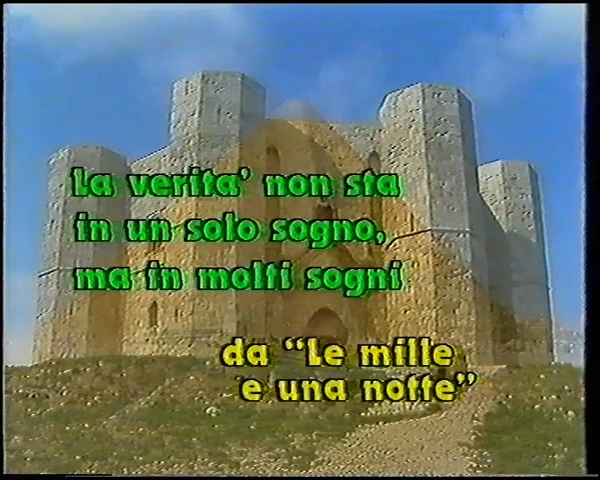 La verita' non sta
in un solo sogno,
ma in molti sogni
da "Le mille
e una notte"